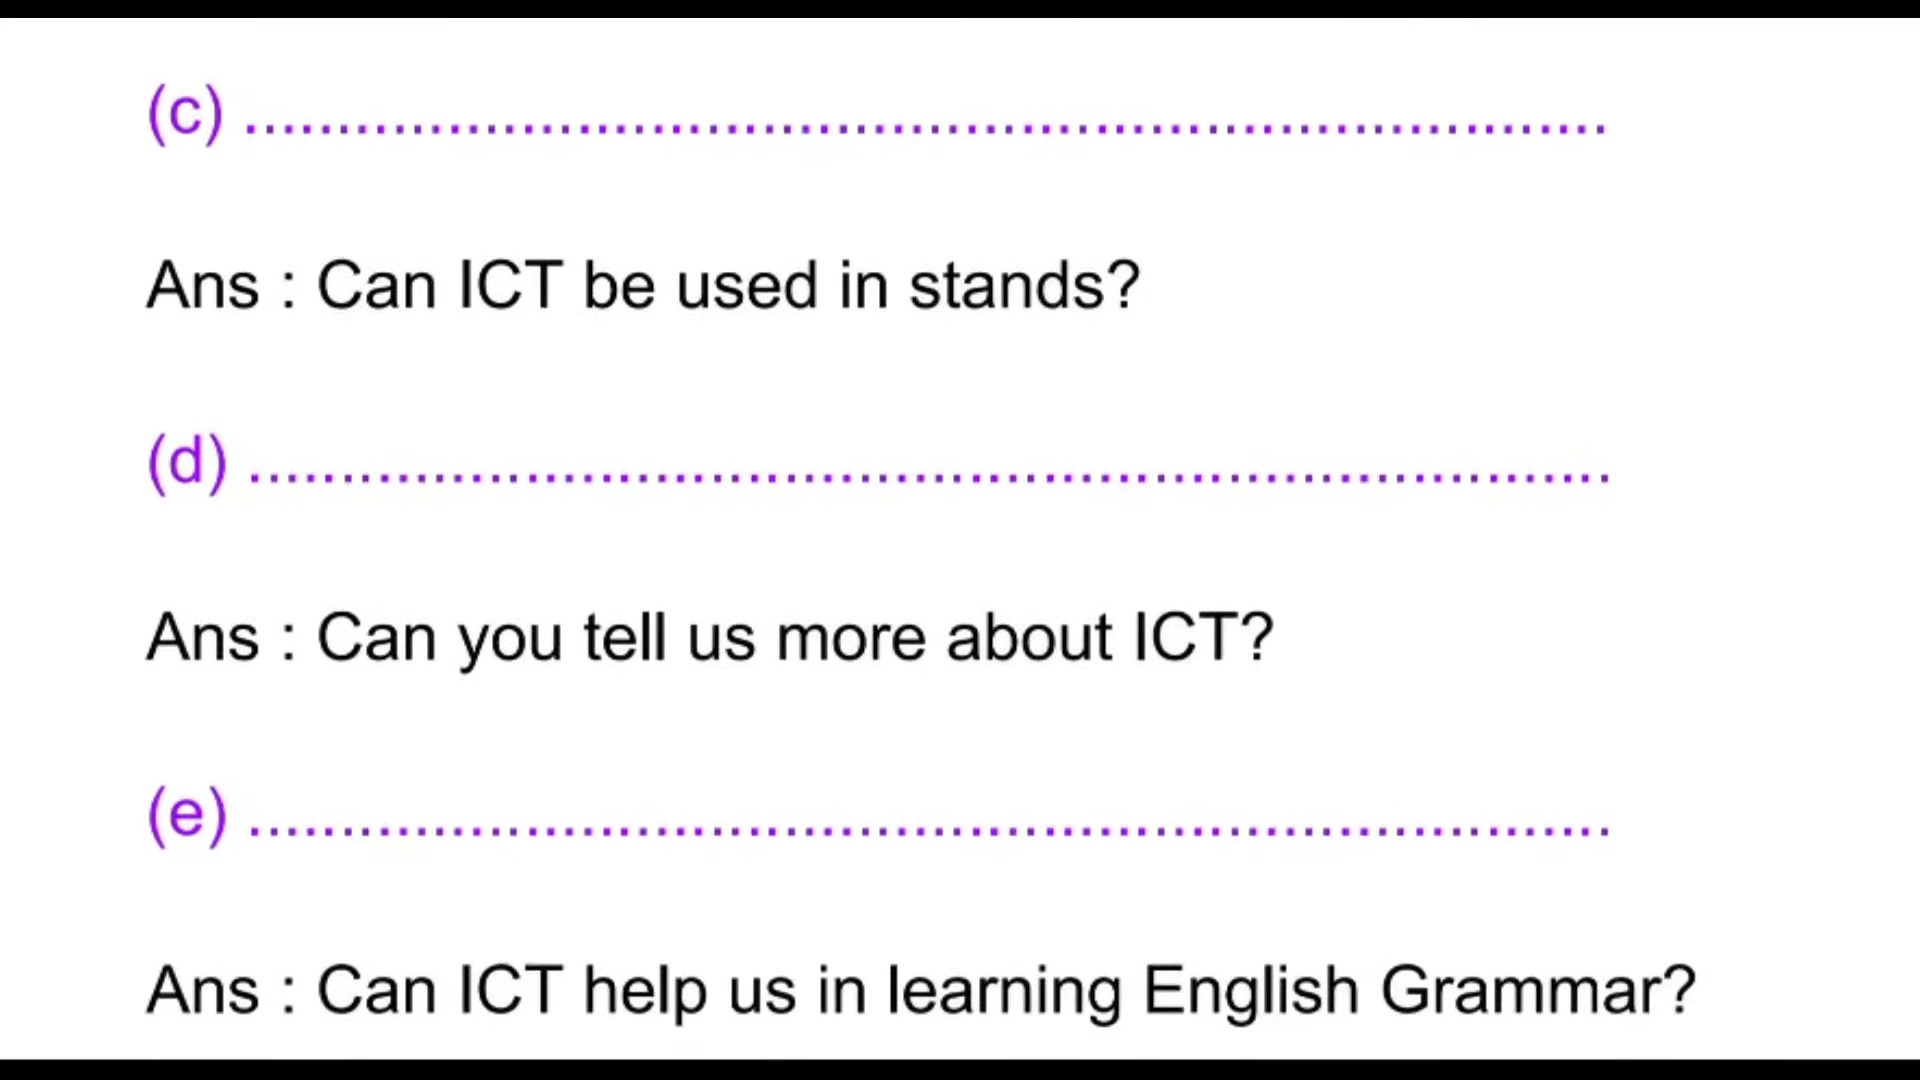 (c) ..........................................................................
Ans : Can ICT be used in stands?
(d) ..........................................................................
Ans : Can you tell us more about ICT?
(e) ..........................................................................
Ans : Can ICT help us in learning English Grammar?